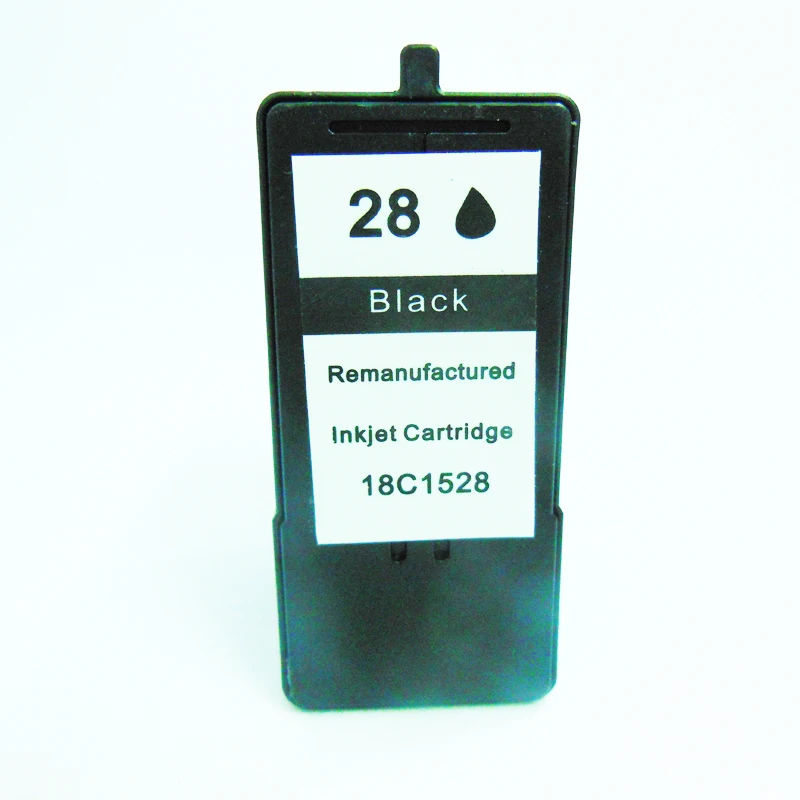 28
Black
Remanufactured
Inkjet Cartridge
18C1528